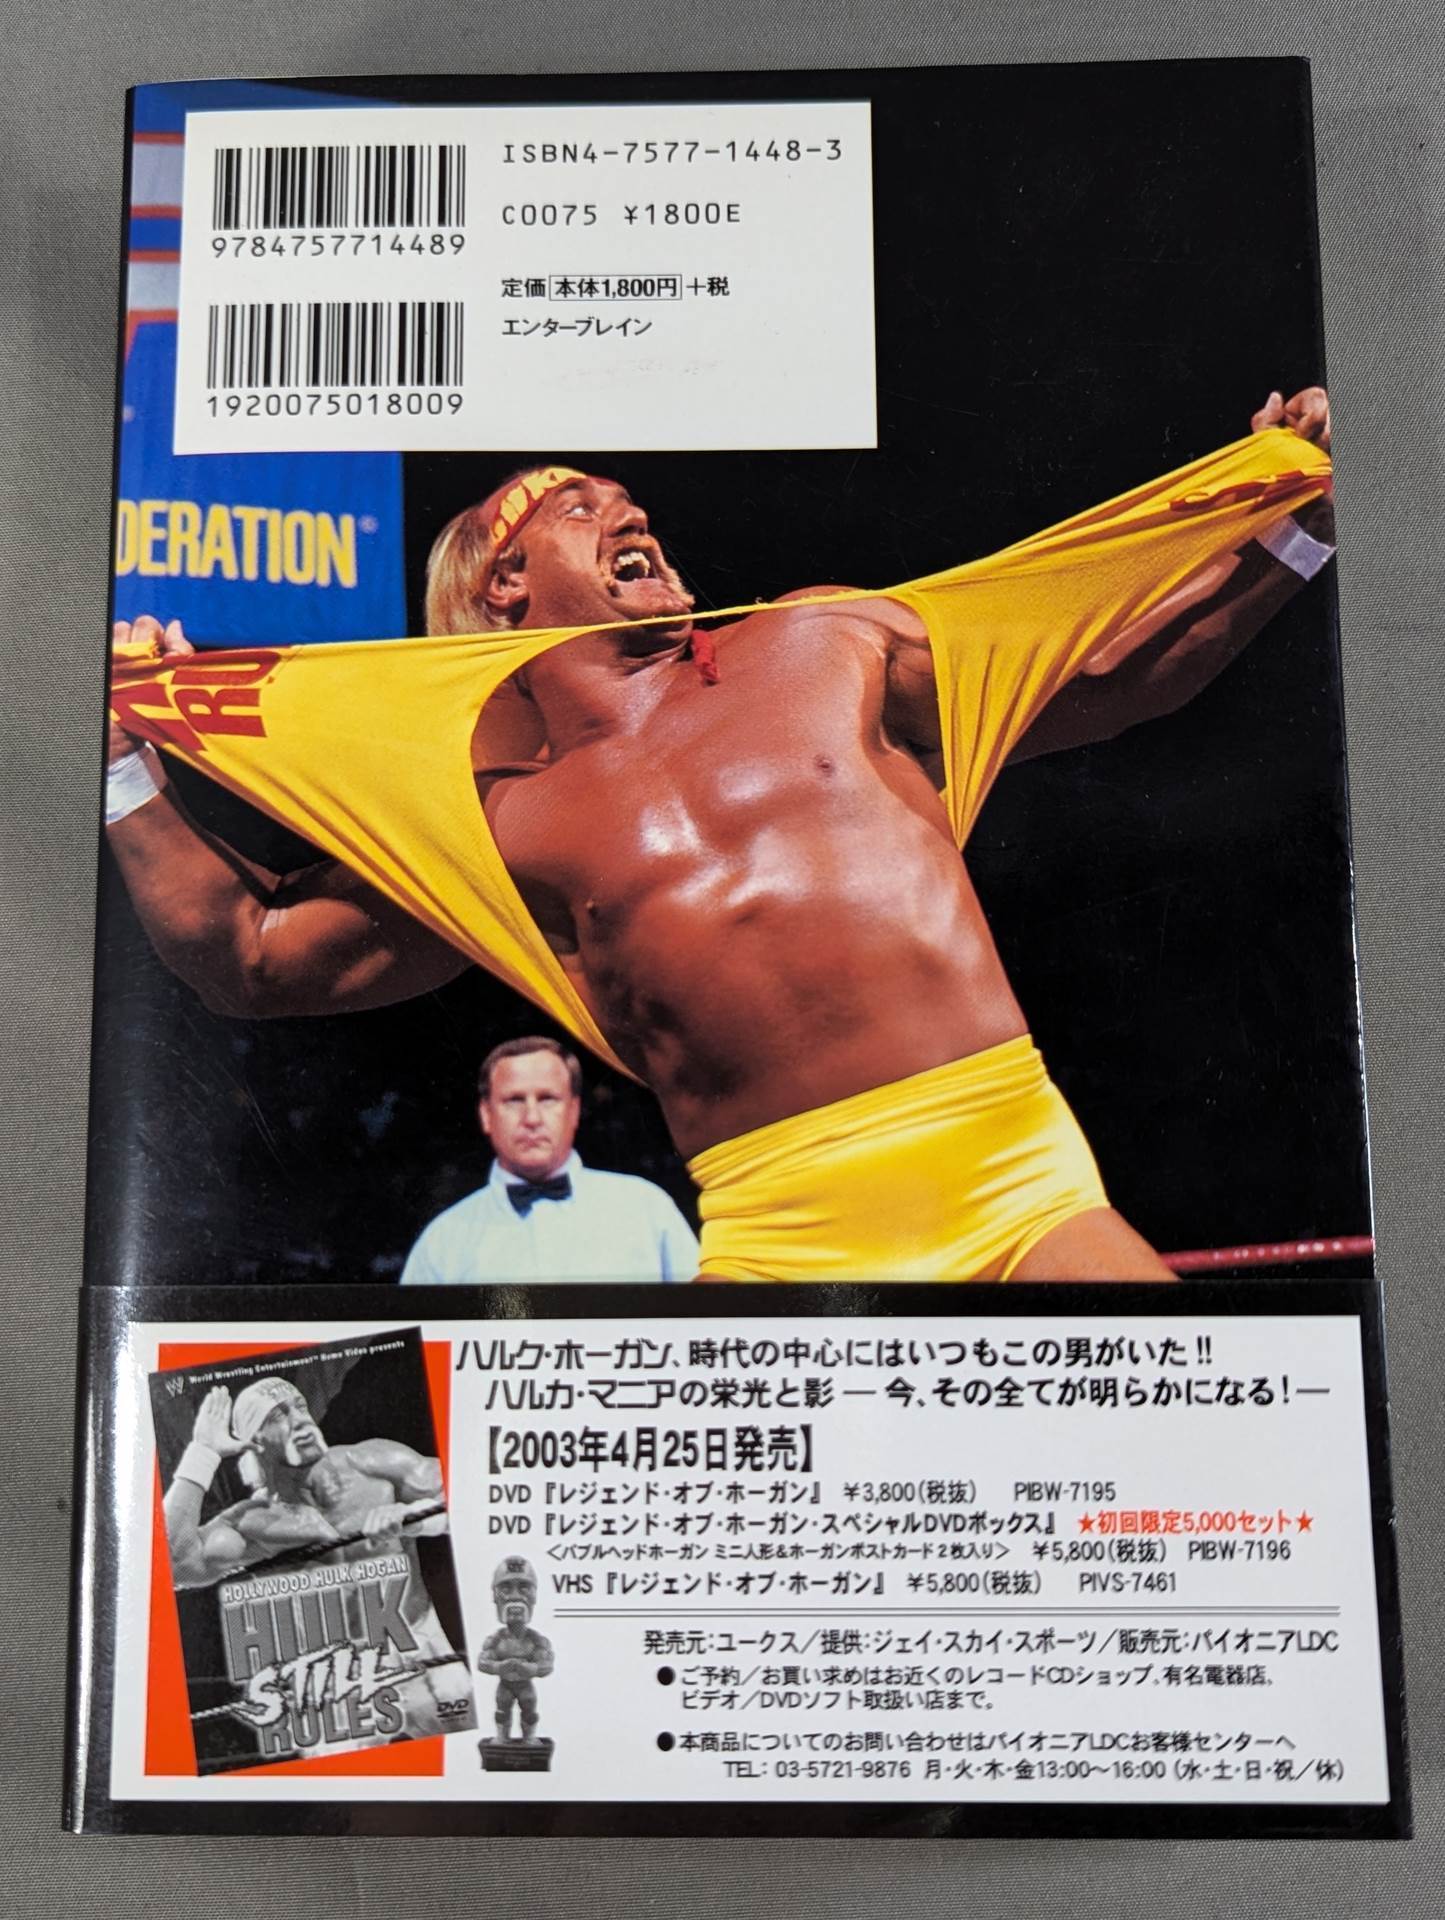 ISBN4-7577-1448-3
9784757714489
C0075 ¥1800E
定価 本体1,800円 +税
エンターブレイン
1920075018009
DERATION®
RU
World Wrestling Entertainment™ Home Video presents
HOLLYWOOD HULK HOGAN
HULK
STILL
RULES
DVD
ハルク・ホーガン、時代の中心にはいつもこの男がいた!!
ハルカ・マニアの栄光と影 ― 今、その全てが明らかになる!―
【2003年4月25日発売】
DVD『レジェンド・オブ・ホーガン』 ¥3,800(税抜) PIBW-7195
DVD『レジェンド・オブ・ホーガン・スペシャルDVDボックス』 ★初回限定5,000セット★
<バブルヘッドホーガン ミニ人形&ホーガンポストカード2枚入り> ¥5,800(税抜) PIBW-7196
VHS『レジェンド・オブ・ホーガン』 ¥5,800(税抜) PIVS-7461
発売元:ユークス/提供:ジェイ・スカイ・スポーツ/販売元:パイオニアLDC
●ご予約/お買い求めはお近くのレコードCDショップ、有名電器店、
ビデオ/DVDソフト取扱い店まで。
●本商品についてのお問い合わせはパイオニアLDCお客様センターへ
TEL: 03-5721-9876 月・火・木・金13:00～16:00 (水・土・日・祝/休)